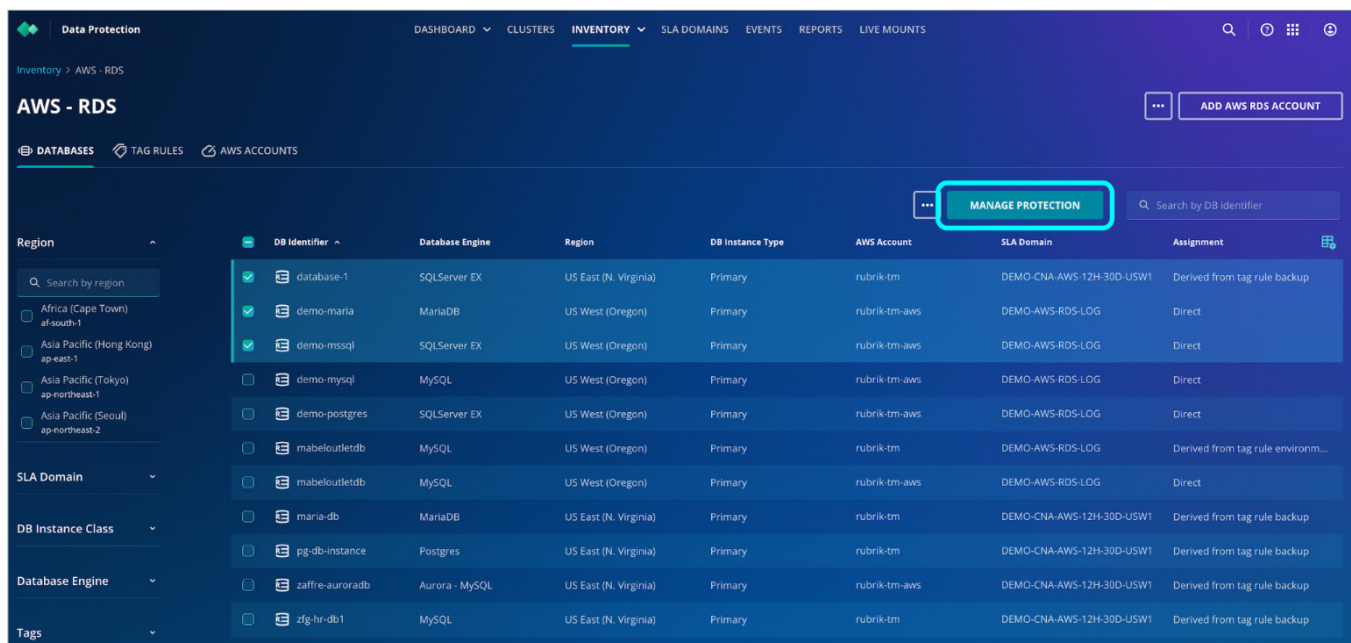 Data Protection
DASHBOARD CLUSTERS INVENTORY SLA DOMAINS EVENTS REPORTS LIVE MOUNTS
Inventory > AWS - RDS
AWS - RDS
... ADD AWS RDS ACCOUNT
DATABASES TAG RULES AWS ACCOUNTS
... MANAGE PROTECTION Search by DB identifier
Region
Search by region
Africa (Cape Town)
af-south-1
Asia Pacific (Hong Kong)
ap-east-1
Asia Pacific (Tokyo)
ap-northeast-1
Asia Pacific (Seoul)
ap-northeast-2
SLA Domain
DB Instance Class
Database Engine
Tags
DB Identifier Database Engine Region DB Instance Type AWS Account SLA Domain Assignment
database-1 SQLServer EX US East (N. Virginia) Primary rubrik-tm DEMO-CNA-AWS-12H-30D-USW1 Derived from tag rule backup
demo-maria MariaDB US West (Oregon) Primary rubrik-tm-aws DEMO-AWS-RDS-LOG Direct
demo-mssql SQLServer EX US West (Oregon) Primary rubrik-tm-aws DEMO-AWS-RDS-LOG Direct
demo-mysql MySQL US West (Oregon) Primary rubrik-tm-aws DEMO-AWS-RDS-LOG Direct
demo-postgres SQLServer EX US West (Oregon) Primary rubrik-tm-aws DEMO-AWS-RDS-LOG Direct
mabeloutletdb MySQL US West (Oregon) Primary rubrik-tm DEMO-AWS-RDS-LOG Derived from tag rule environm...
mabeloutletdb MySQL US West (Oregon) Primary rubrik-tm-aws DEMO-AWS-RDS-LOG Direct
maria-db MariaDB US East (N. Virginia) Primary rubrik-tm DEMO-CNA-AWS-12H-30D-USW1 Derived from tag rule backup
pg-db-instance Postgres US East (N. Virginia) Primary rubrik-tm DEMO-CNA-AWS-12H-30D-USW1 Derived from tag rule backup
zaffre-auroradb Aurora - MySQL US East (N. Virginia) Primary rubrik-tm-aws DEMO-CNA-AWS-12H-30D-USW1 Derived from tag rule backup
zfg-hr-db1 MySQL US East (N. Virginia) Primary rubrik-tm DEMO-CNA-AWS-12H-30D-USW1 Derived from tag rule backup